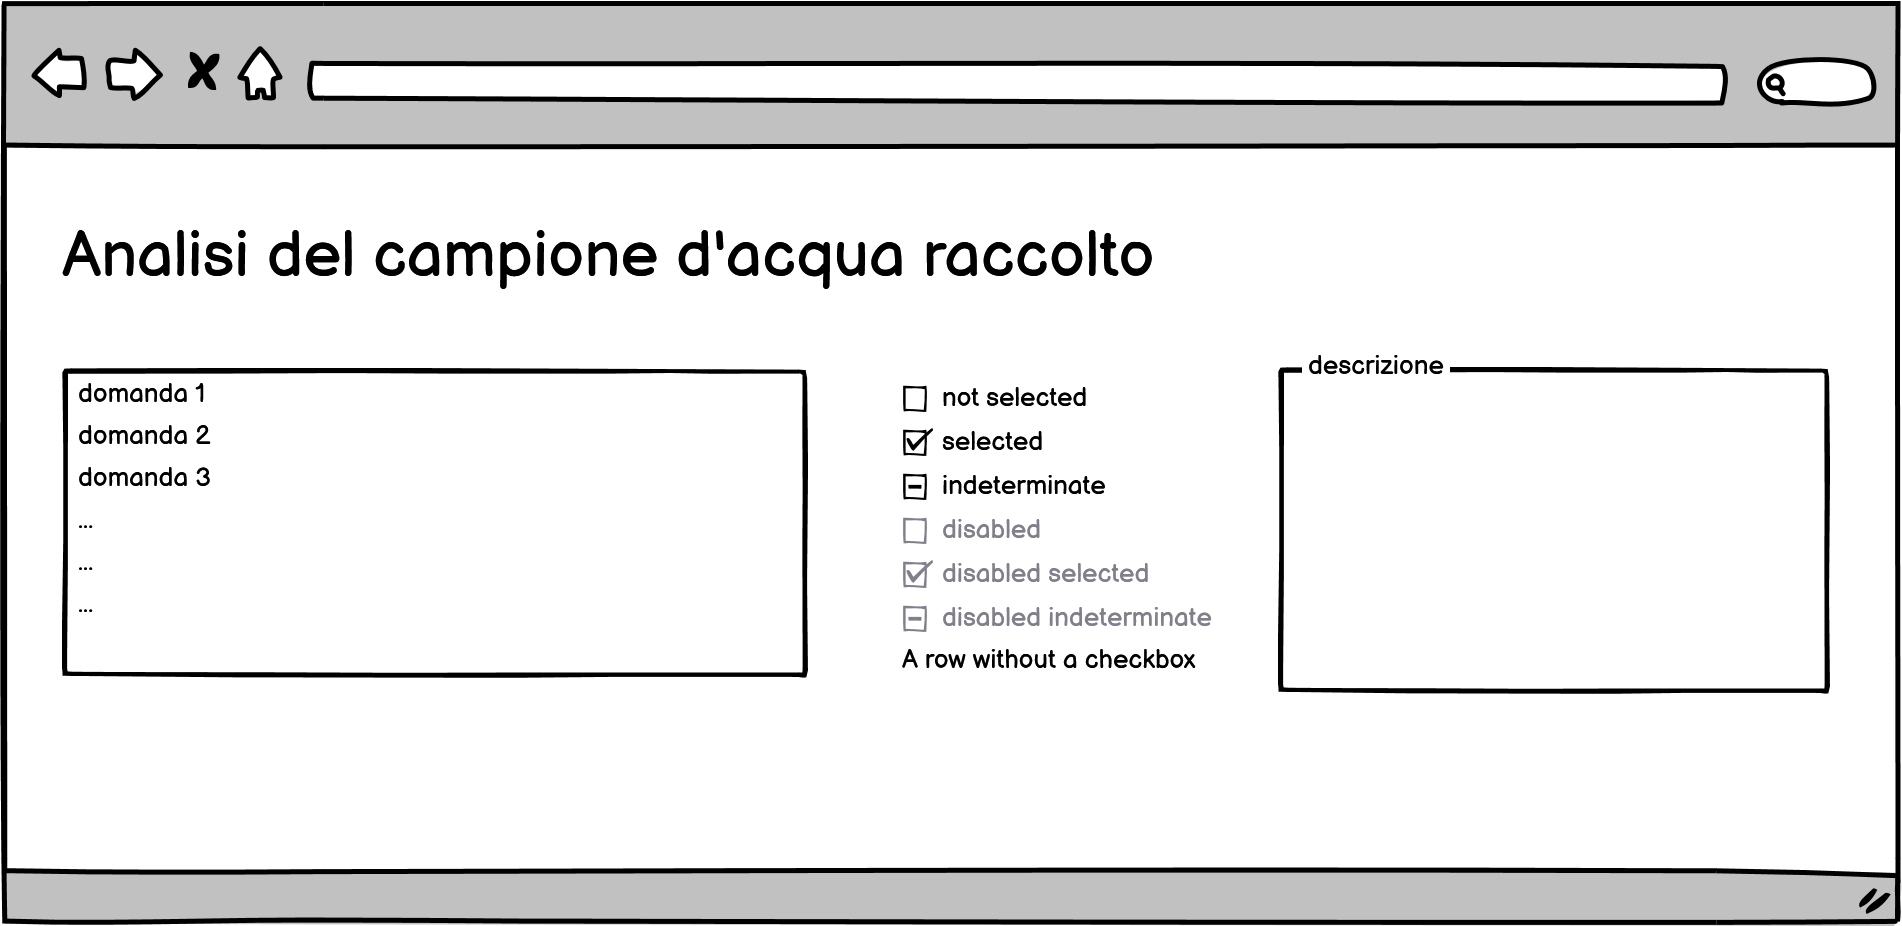 Analisi del campione d'acqua raccolto
domanda 1
domanda 2
domanda 3
...
...
...
not selected
selected
indeterminate
disabled
disabled selected
disabled indeterminate
A row without a checkbox
descrizione